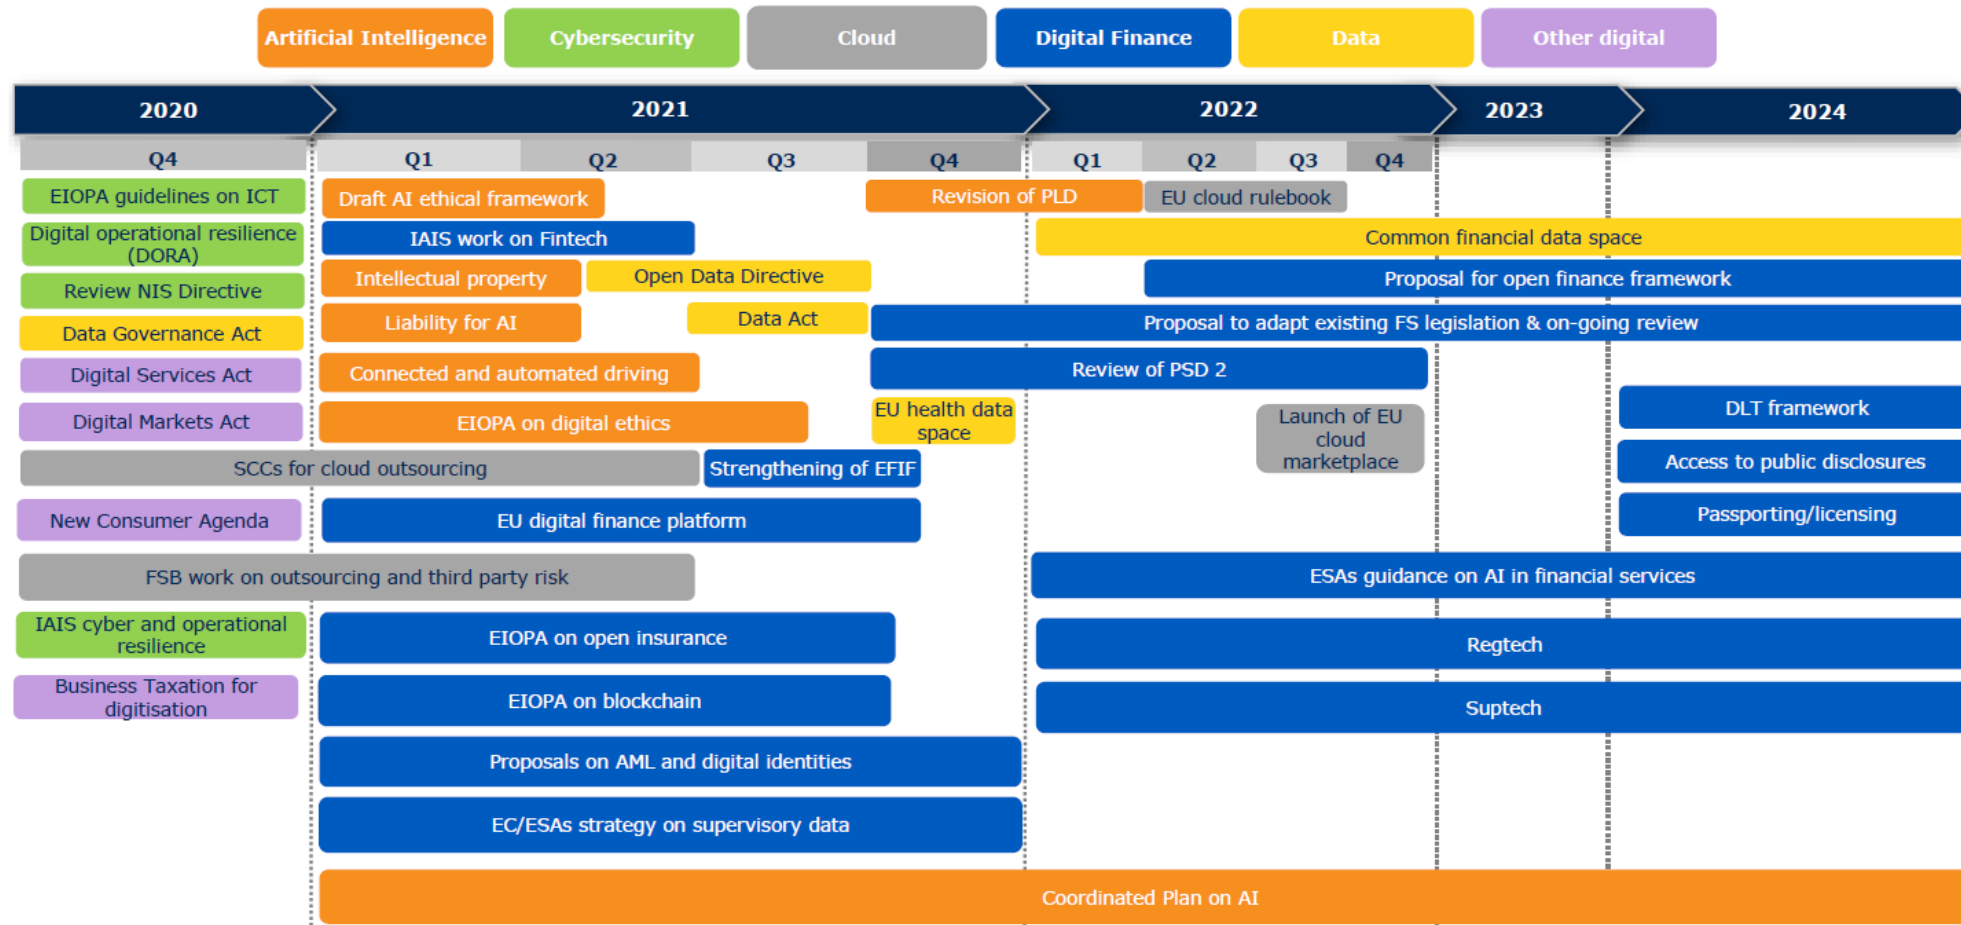 Artificial Intelligence
Cybersecurity
Cloud
Digital Finance
Data
Other digital
2020
2021
2022
2023
2024
Q4
Q1
Q2
Q3
Q4
Q1
Q2
Q3
Q4
EIOPA guidelines on ICT
Draft AI ethical framework
Revision of PLD
EU cloud rulebook
Digital operational resilience
(DORA)
IAIS work on Fintech
Common financial data space
Review NIS Directive
Intellectual property
Open Data Directive
Proposal for open finance framework
Data Governance Act
Liability for AI
Data Act
Proposal to adapt existing FS legislation & on-going review
Digital Services Act
Connected and automated driving
Review of PSD 2
Digital Markets Act
EIOPA on digital ethics
EU health data
space
Launch of EU
cloud
marketplace
DLT framework
SCCs for cloud outsourcing
Strengthening of EFIF
Access to public disclosures
New Consumer Agenda
EU digital finance platform
Passporting/licensing
FSB work on outsourcing and third party risk
ESAs guidance on AI in financial services
IAIS cyber and operational
resilience
EIOPA on open insurance
Regtech
Business Taxation for
digitisation
EIOPA on blockchain
Suptech
Proposals on AML and digital identities
EC/ESAs strategy on supervisory data
Coordinated Plan on AI